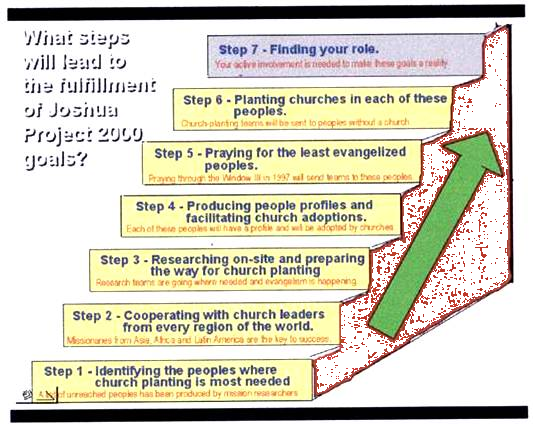 What steps
will lead to
the fulfillment
of Joshua
Project 2000
goals?
Step 7 - Finding your role.
Your active involvement is needed to make these goals a reality.
Step 6 - Planting churches in each of these
peoples.
Church-planting teams will be sent to peoples without a church
Step 5 - Praying for the least evangelized
peoples.
Praying through the Window III in 1997 will send teams to these peoples.
Step 4 - Producing people profiles and
facilitating church adoptions.
Each of these peoples will have a profile and will be adopted by churches
Step 3 - Researching on-site and preparing
the way for church planting
Research teams are going where needed and evangelism is happening.
Step 2 - Cooperating with church leaders
from every region of the world.
Missionaries from Asia, Africa and Latin America are the key to success.
Step 1 - Identifying the peoples where
church planting is most needed
of unreached peoples has been produced by mission researchers